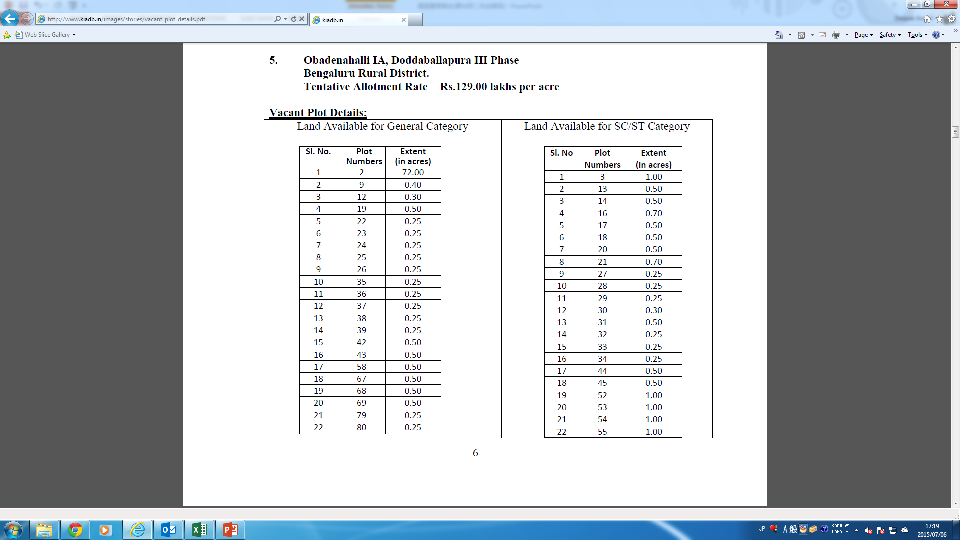 http://www.kiadb.in/images/stories/vacant-plot-details.pdf
kiadb.in
Web Slice Gallery
Page
Safety
Tools
5. Obadenahalli IA, Doddaballapura III Phase
Bengaluru Rural District.
Tentative Allotment Rate Rs.129.00 lakhs per acre
Vacant Plot Details:
Land Available for General Category
Sl. No. Plot Numbers Extent (in acres)
1 2 72.00
2 9 0.40
3 12 0.30
4 19 0.50
5 22 0.25
6 23 0.25
7 24 0.25
8 25 0.25
9 26 0.25
10 35 0.25
11 36 0.25
12 37 0.25
13 38 0.25
14 39 0.25
15 42 0.50
16 43 0.50
17 58 0.50
18 67 0.50
19 68 0.50
20 69 0.50
21 79 0.25
22 80 0.25
Land Available for SC/ST Category
Sl. No Plot Numbers Extent (in acres)
1 3 1.00
2 13 0.50
3 14 0.50
4 16 0.70
5 17 0.50
6 18 0.50
7 20 0.50
8 21 0.70
9 27 0.25
10 28 0.25
11 29 0.25
12 30 0.30
13 31 0.50
14 32 0.25
15 33 0.25
16 34 0.25
17 44 0.50
18 45 0.50
19 52 1.00
20 53 1.00
21 54 1.00
22 55 1.00
6
JP
17:19
2015/07/06